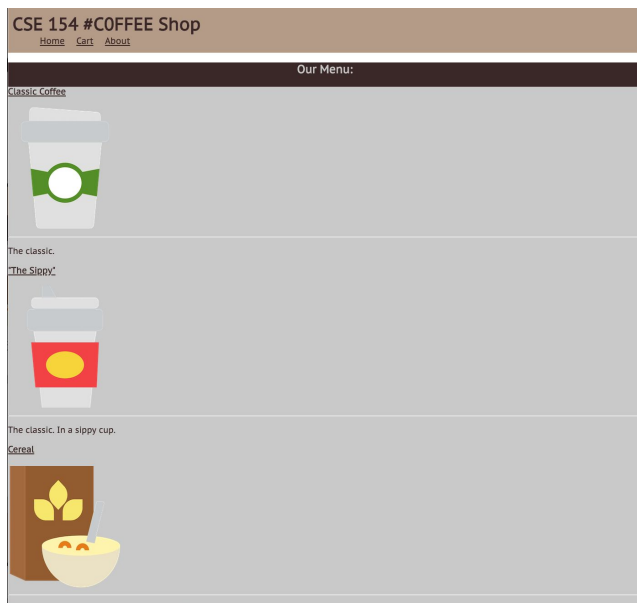 CSE 154 #C0FFEE Shop
Home Cart About
Our Menu:
Classic Coffee
The classic.
"The Sippy"
The classic. In a sippy cup.
Cereal